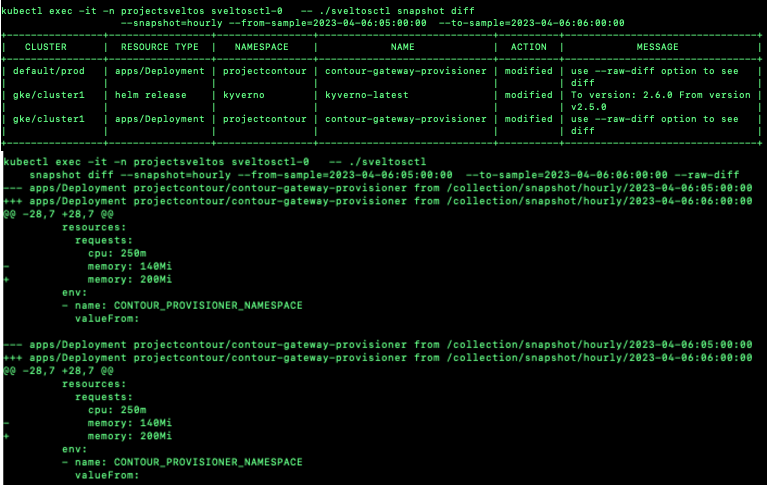 kubectl exec -it -n projectsveltos sveltosctl-0   -- ./sveltosctl snapshot diff
                    --snapshot=hourly --from-sample=2023-04-06:05:00:00  --to-sample=2023-04-06:06:00:00
+---------------+-----------------+----------------+-----------------------------+----------+--------------------------------+
|    CLUSTER    |  RESOURCE TYPE  |   NAMESPACE    |            NAME             |  ACTION  |            MESSAGE             |
+---------------+-----------------+----------------+-----------------------------+----------+--------------------------------+
| default/prod  | apps/Deployment | projectcontour | contour-gateway-provisioner | modified | use --raw-diff option to see   |
|               |                 |                |                             |          | diff                           |
| gke/cluster1  | helm release    | kyverno        | kyverno-latest              | modified | To version: 2.6.0 From version |
|               |                 |                |                             |          | v2.5.0                         |
| gke/cluster1  | apps/Deployment | projectcontour | contour-gateway-provisioner | modified | use --raw-diff option to see   |
|               |                 |                |                             |          | diff                           |
+---------------+-----------------+----------------+-----------------------------+----------+--------------------------------+
kubectl exec -it -n projectsveltos sveltosctl-0   -- ./sveltosctl
    snapshot diff --snapshot=hourly --from-sample=2023-04-06:05:00:00  --to-sample=2023-04-06:06:00:00 --raw-diff
--- apps/Deployment projectcontour/contour-gateway-provisioner from /collection/snapshot/hourly/2023-04-06:05:00:00
+++ apps/Deployment projectcontour/contour-gateway-provisioner from /collection/snapshot/hourly/2023-04-06:06:00:00
@@ -28,7 +28,7 @@
         resources:
           requests:
             cpu: 250m
-            memory: 140Mi
+            memory: 200Mi
         env:
         - name: CONTOUR_PROVISIONER_NAMESPACE
           valueFrom:
--- apps/Deployment projectcontour/contour-gateway-provisioner from /collection/snapshot/hourly/2023-04-06:05:00:00
+++ apps/Deployment projectcontour/contour-gateway-provisioner from /collection/snapshot/hourly/2023-04-06:06:00:00
@@ -28,7 +28,7 @@
         resources:
           requests:
             cpu: 250m
-            memory: 140Mi
+            memory: 200Mi
         env:
         - name: CONTOUR_PROVISIONER_NAMESPACE
           valueFrom: